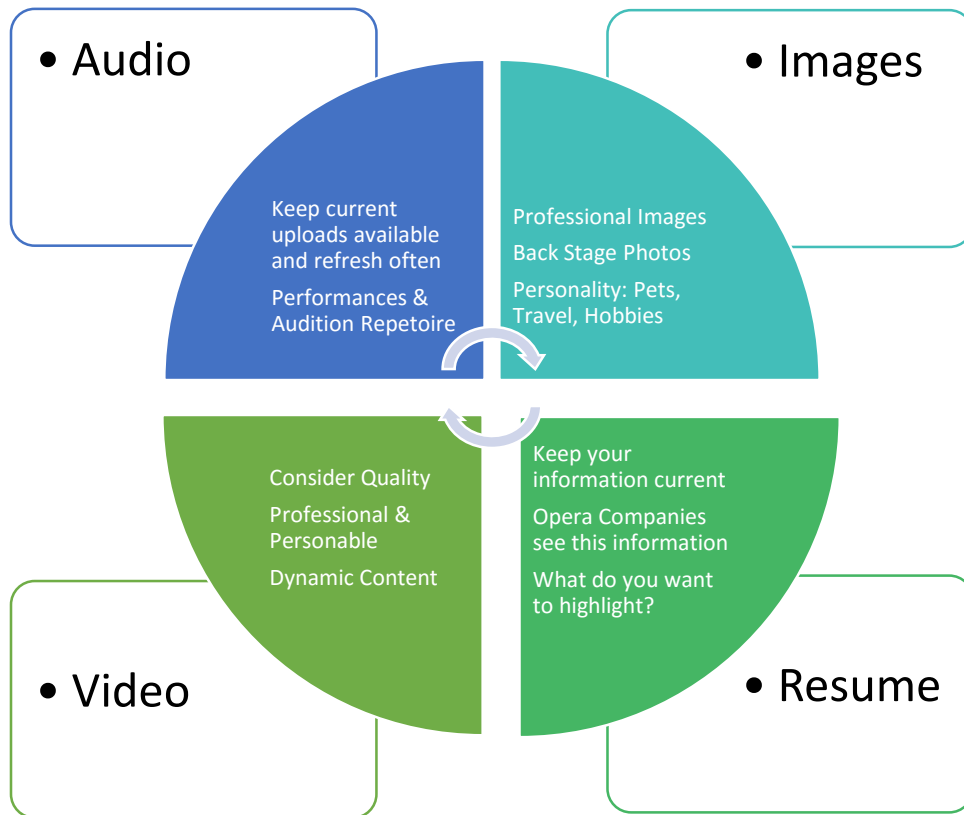 • Audio
Keep current
uploads available
and refresh often
Performances &
Audition Repetoire
• Images
Professional Images
Back Stage Photos
Personality: Pets,
Travel, Hobbies
• Video
Consider Quality
Professional &
Personable
Dynamic Content
• Resume
Keep your
information current
Opera Companies
see this information
What do you want
to highlight?